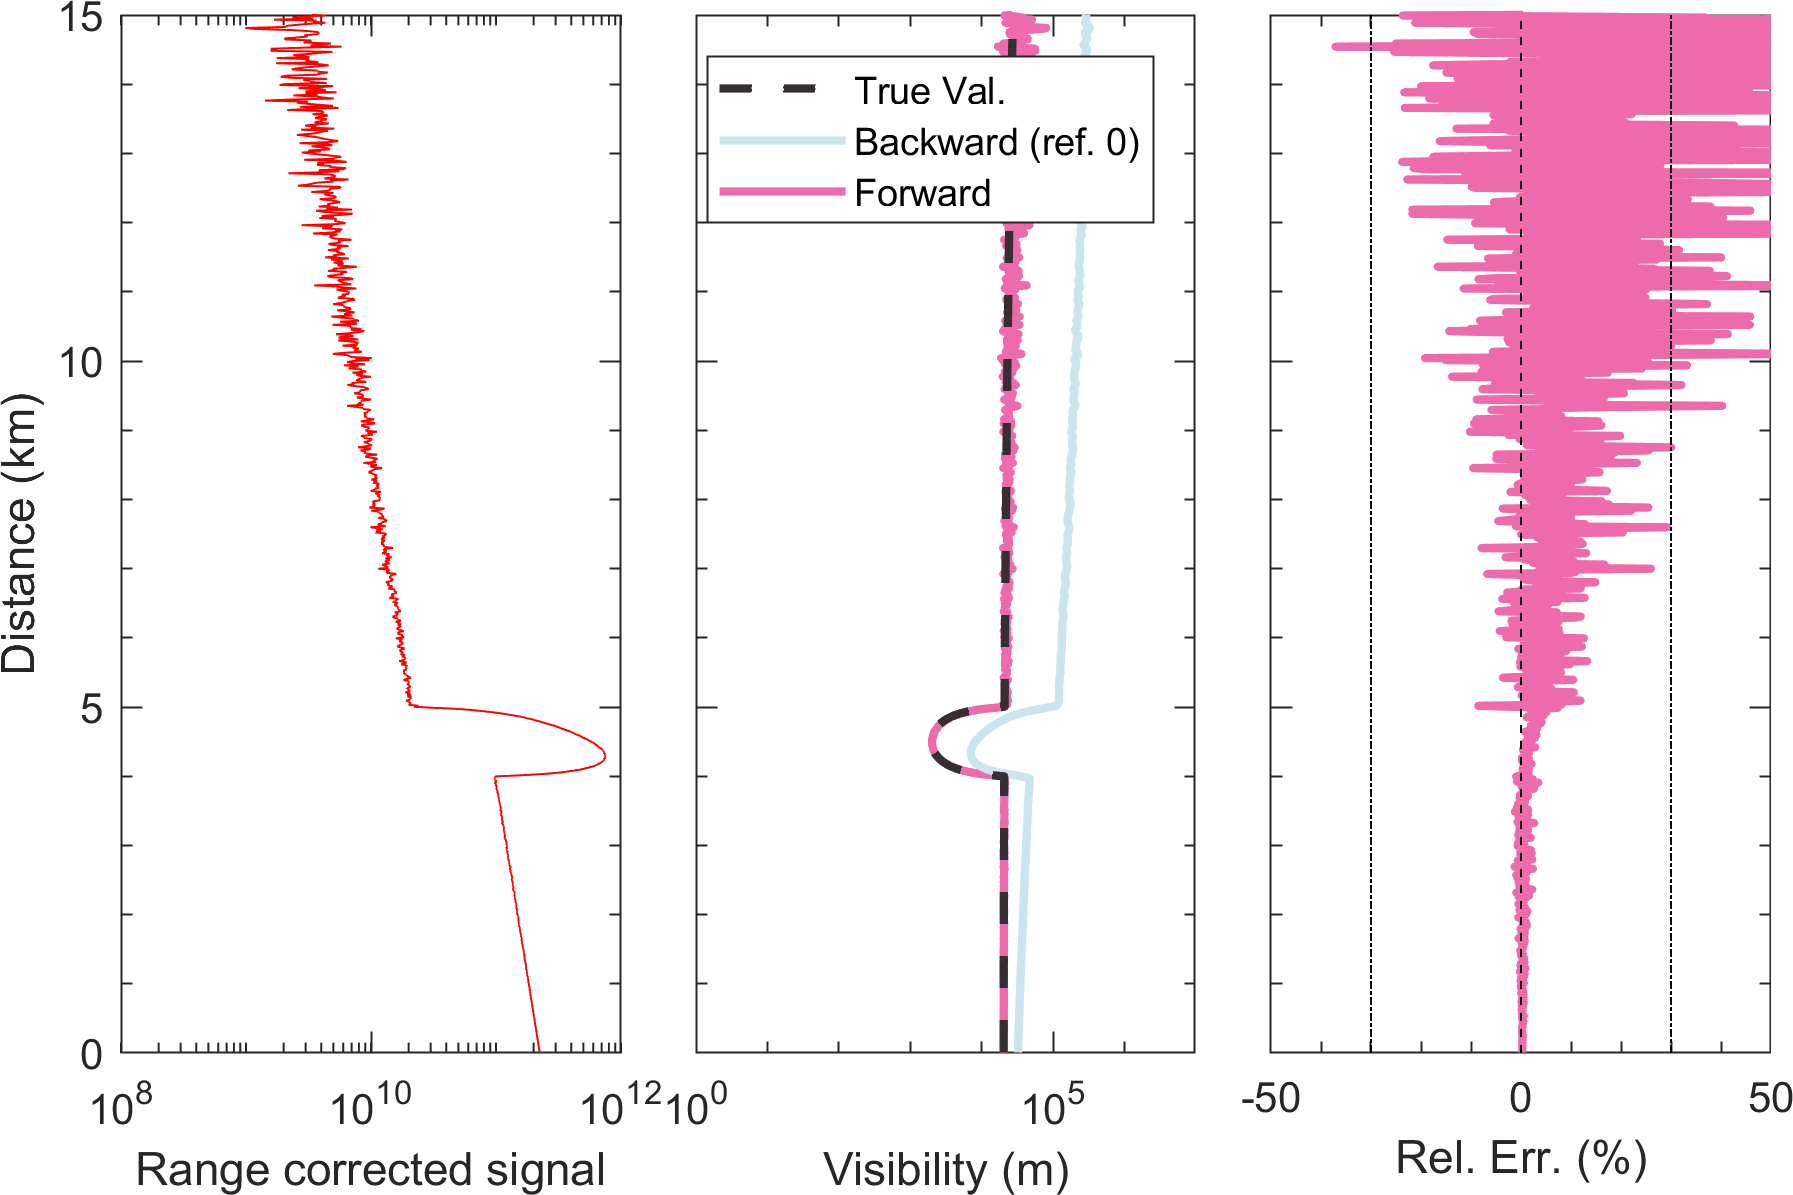 15
10
5
0
Distance (km)
10^8
10^10
10^12
Range corrected signal
True Val.
Backward (ref. 0)
Forward
10^0
10^5
Visibility (m)
-50
0
50
Rel. Err. (%)